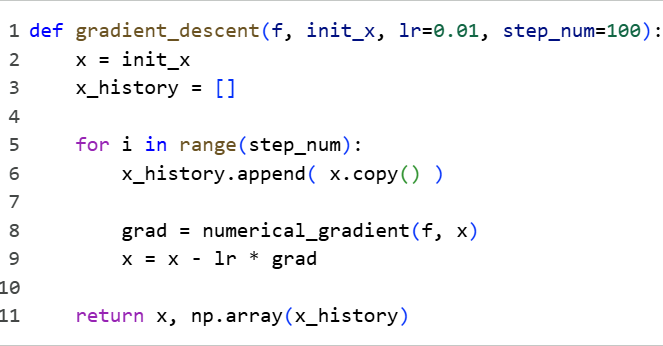 1 def gradient_descent(f, init_x, lr=0.01, step_num=100):
2     x = init_x
3     x_history = []
4
5     for i in range(step_num):
6         x_history.append( x.copy() )
7
8         grad = numerical_gradient(f, x)
9         x = x - lr * grad
10
11     return x, np.array(x_history)